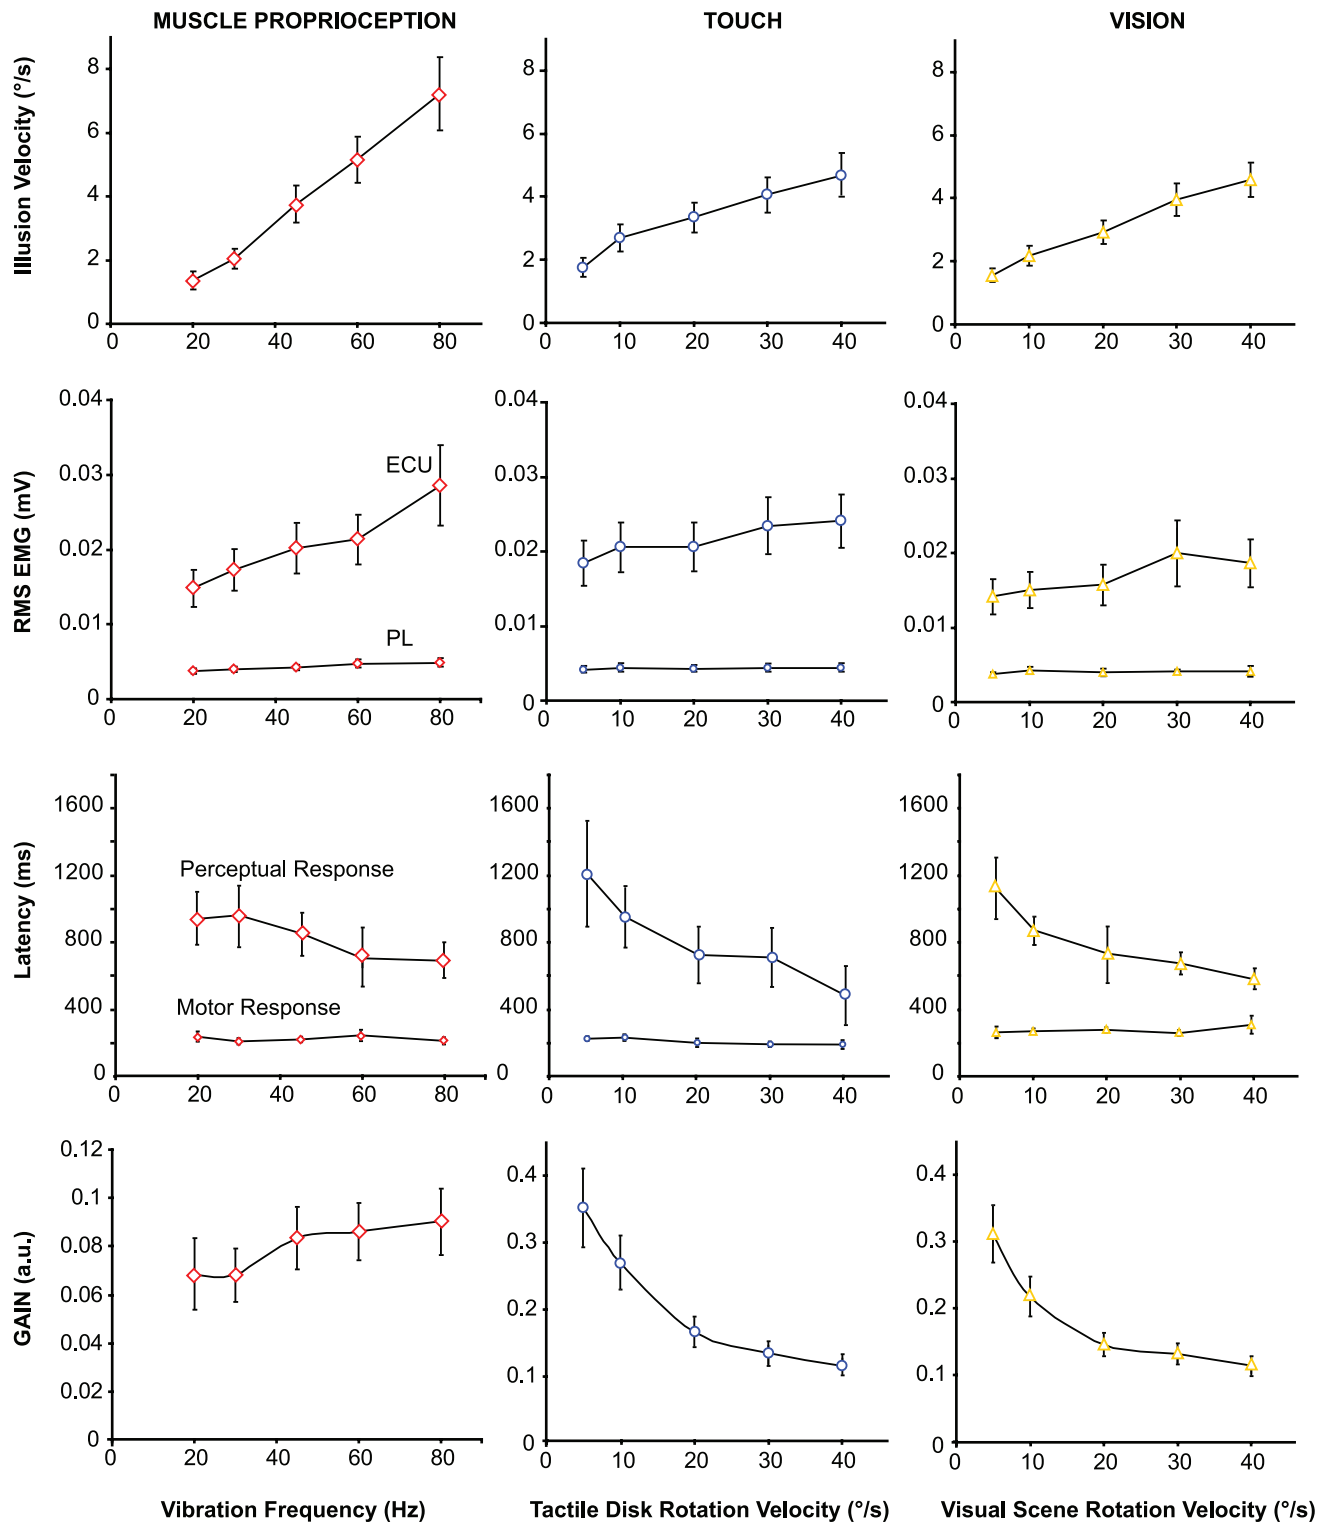 MUSCLE PROPRIOCEPTION TOUCH VISION
Illusion Velocity (°/s)
8 8 8
6 6 6
4 4 4
2 2 2
0 0 0
0 20 40 60 80 0 10 20 30 40 0 10 20 30 40
RMS EMG (mV)
0.04 0.04 0.04
0.03 0.03 0.03
ECU
0.02 0.02 0.02
0.01 0.01 0.01
PL
0 0 0
0 20 40 60 80 0 10 20 30 40 0 10 20 30 40
Latency (ms)
1600 1600 1600
1200 1200 1200
Perceptual Response
800 800 800
400 400 400
Motor Response
0 0 0
0 20 40 60 80 0 10 20 30 40 0 10 20 30 40
GAIN (a.u.)
0.12 0.4 0.4
0.1 0.3 0.3
0.08 0.2 0.2
0.06 0.1 0.1
0.04 0 0
0.02
0
0 20 40 60 80 0 10 20 30 40 0 10 20 30 40
Vibration Frequency (Hz) Tactile Disk Rotation Velocity (°/s) Visual Scene Rotation Velocity (°/s)